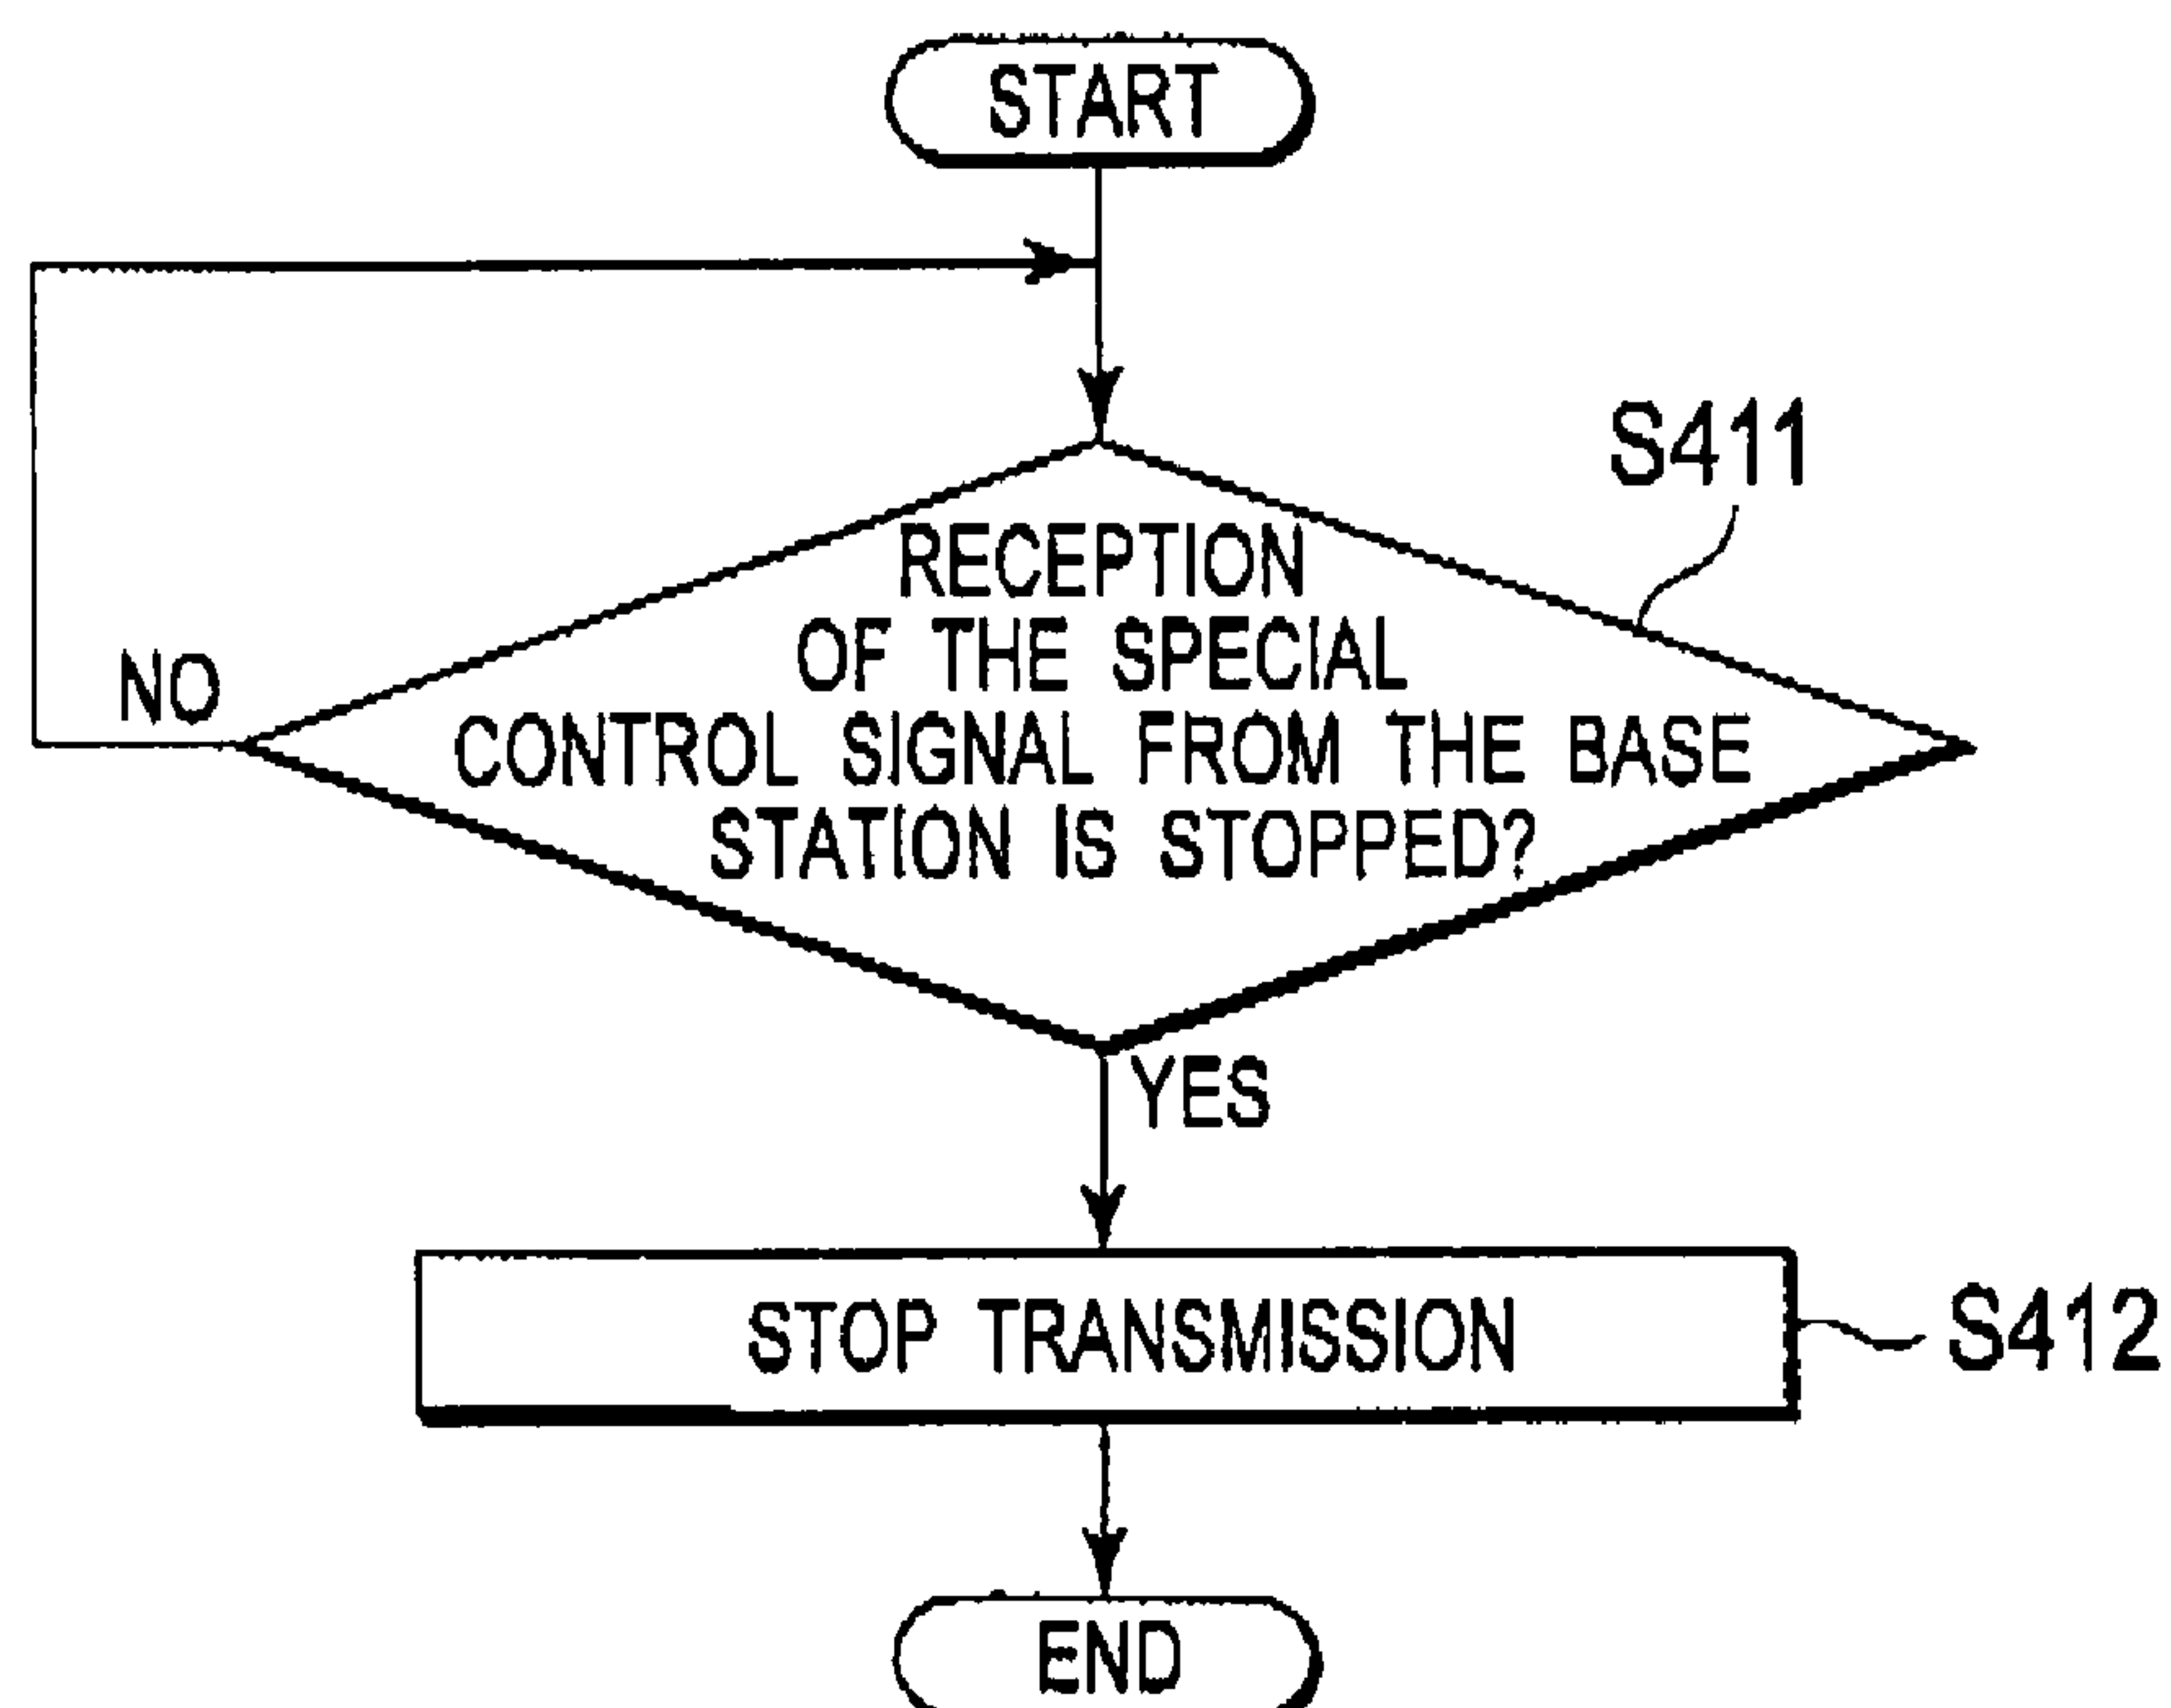 START
S411
RECEPTION
OF THE SPECIAL
CONTROL SIGNAL FROM THE BASE
STATION IS STOPPED?
NO
YES
STOP TRANSMISSION
S412
END